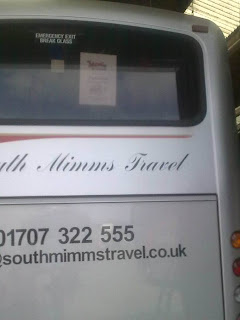 EMERGENCY EXIT
BREAK GLASS
uth Mimms Travel
01707 322 555
@southmimmstravel.co.uk